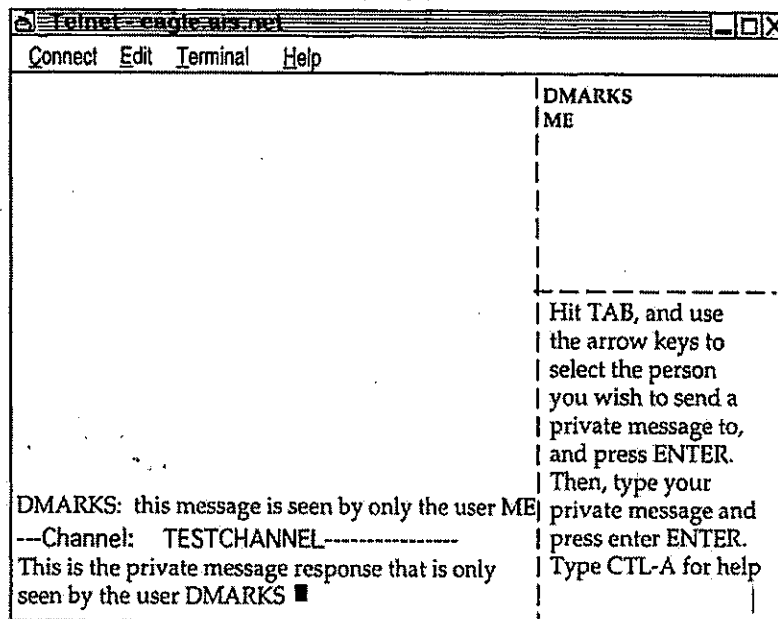 Telnet - eagle.ais.net
Connect Edit Terminal Help
DMARKS
ME
Hit TAB, and use
the arrow keys to
select the person
you wish to send a
private message to,
and press ENTER.
Then, type your
private message and
press enter ENTER.
Type CTL-A for help
DMARKS: this message is seen by only the user ME
---Channel: TESTCHANNEL----------------
This is the private message response that is only
seen by the user DMARKS